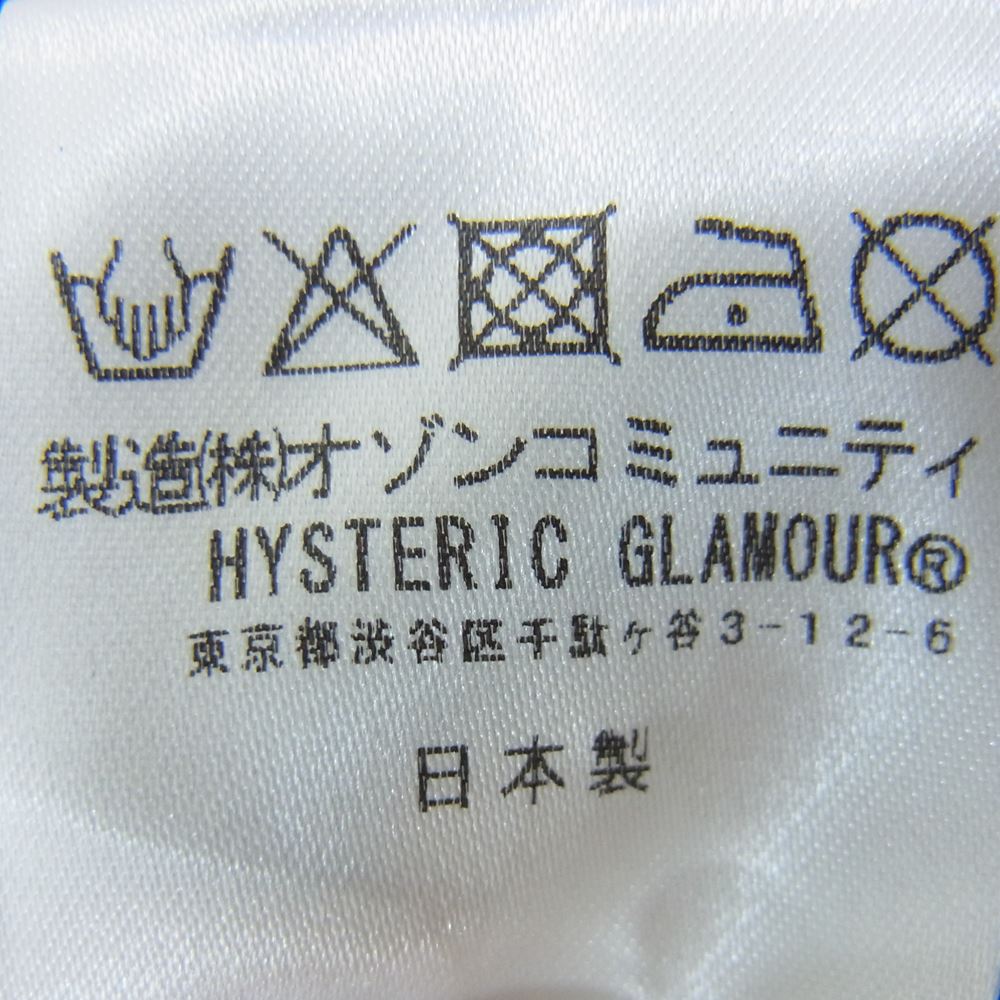 製造(株)オゾンコミュニティ
HYSTERIC GLAMOUR®
東京都渋谷区千駄ヶ谷3-12-6
日本製